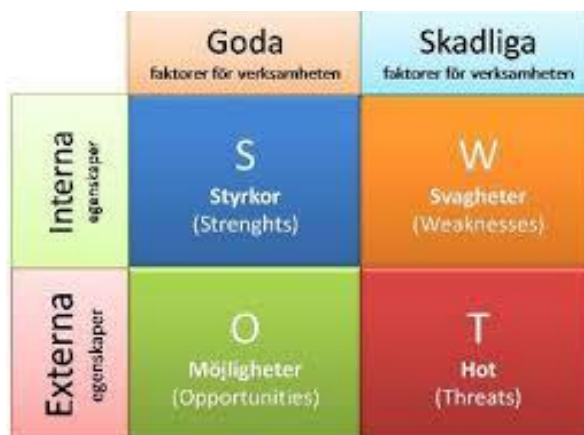 Goda
faktorer för verksamheten
Skadliga
faktorer för verksamheten
Interna
egenskaper
S
Styrkor
(Strenghts)
W
Svagheter
(Weaknesses)
Externa
egenskaper
O
Möjligheter
(Opportunities)
T
Hot
(Threats)